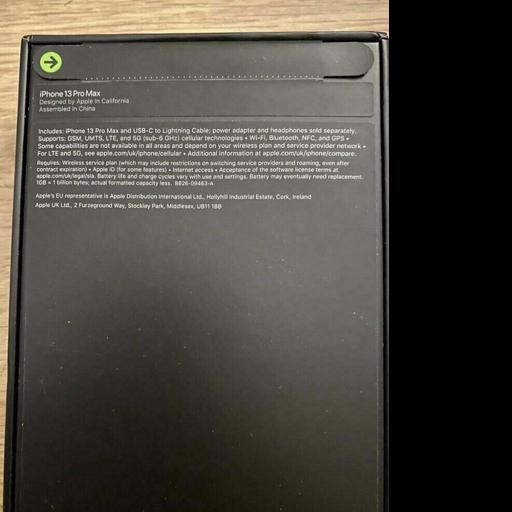 iPhone 13 Pro Max
Designed by Apple in California
Assembled in China
Includes: iPhone 13 Pro Max and USB-C to Lightning Cable; power adapter and headphones sold separately.
Supports: GSM, UMTS, LTE, and 5G (sub-6 GHz) cellular technologies • Wi-Fi, Bluetooth, NFC, and GPS •
Some capabilities are not available in all areas and depend on your wireless plan and service provider network •
For LTE and 5G, see apple.com/uk/iphone/cellular • Additional information at apple.com/uk/iphone/compare.
Requires: Wireless service plan (which may include restrictions on switching service providers and roaming, even after
contract expiration) • Apple ID (for some features) • Internet access • Acceptance of the software license terms at
apple.com/uk/legal/sla. Battery life and charge cycles vary with use and settings. Battery may eventually need replacement.
1GB = 1 billion bytes; actual formatted capacity less. BB26-09463-A
Apple's EU representative is Apple Distribution International Ltd., Hollyhill Industrial Estate, Cork, Ireland
Apple UK Ltd., 2 Furzeground Way, Stockley Park, Middlesex, UB11 1BB